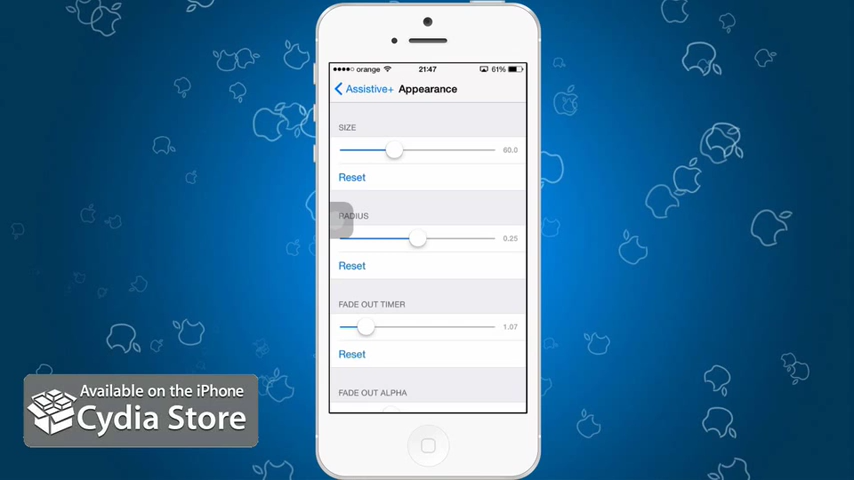 orange
21:47
61%
Assistive+
Appearance
SIZE
60.0
Reset
RADIUS
0.25
Reset
FADE OUT TIMER
1.07
Reset
FADE OUT ALPHA
Available on the iPhone
Cydia Store